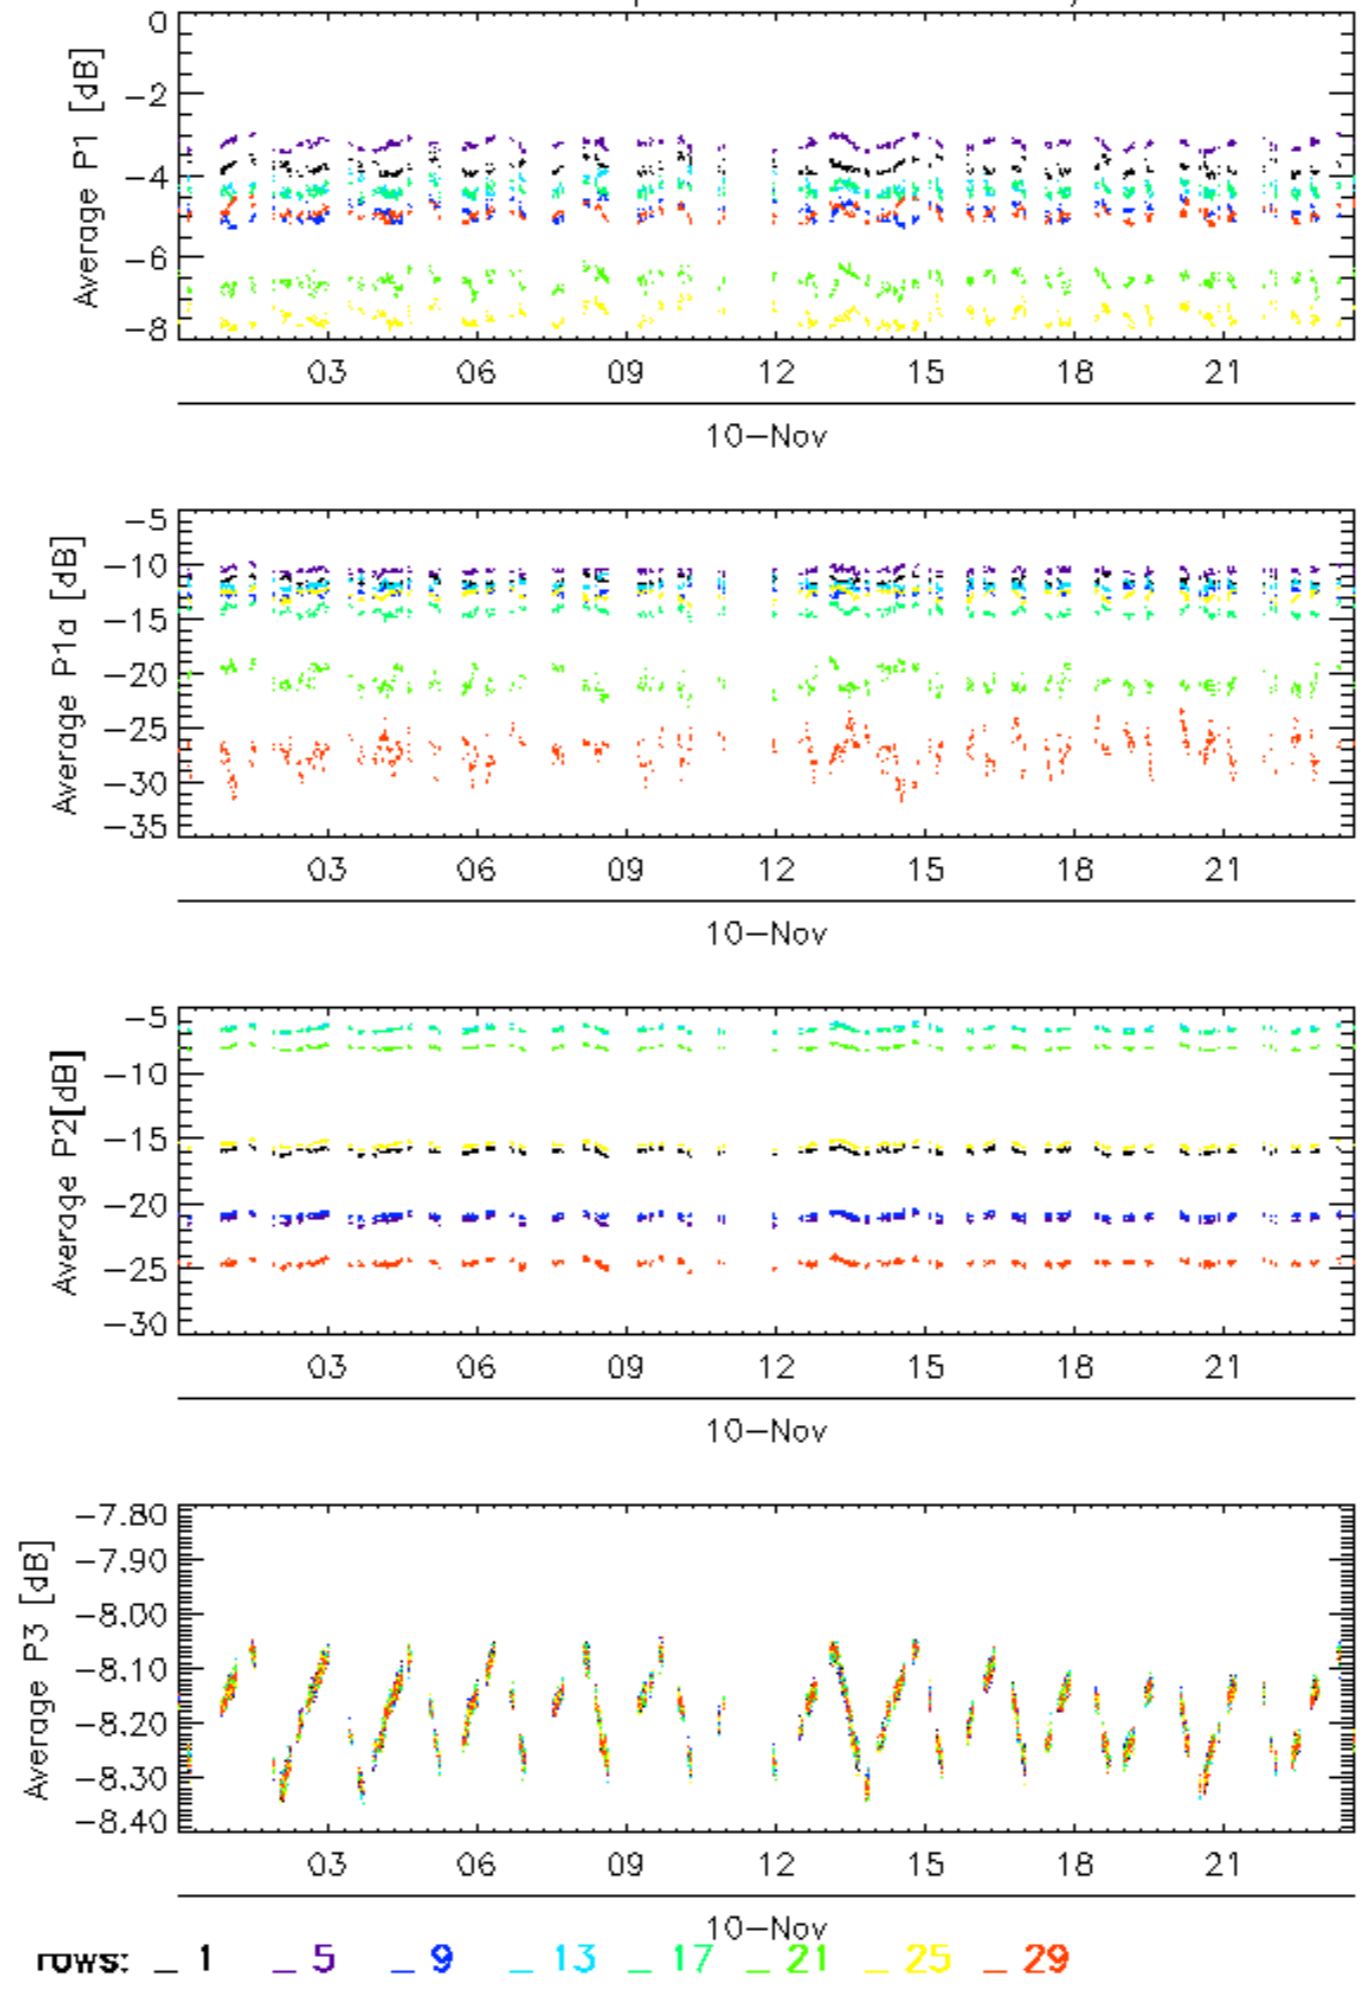 0
Average P1 [dB]
-2
-4
-6
-8
03 06 09 12 15 18 21
10-Nov
-5
Average P1a [dB]
-10
-15
-20
-25
-30
-35
03 06 09 12 15 18 21
10-Nov
-5
Average P2[dB]
-10
-15
-20
-25
-30
03 06 09 12 15 18 21
10-Nov
-7.80
Average P3 [dB]
-7.90
-8.00
-8.10
-8.20
-8.30
-8.40
03 06 09 12 15 18 21
10-Nov
rows: _ 1 _ 5 _ 9 _ 13 _ 17 _ 21 _ 25 _ 29